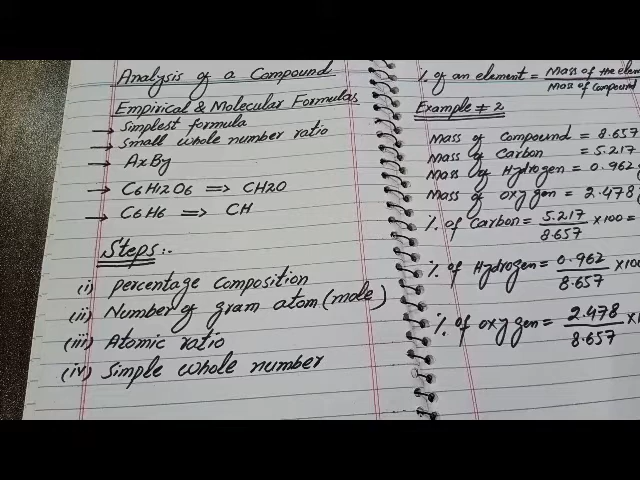 Analysis of a Compound
Empirical & Molecular Formulas
→ Simplest formula
→ Small whole number ratio
→ AxBy
→ C6H12O6 ⇒ CH2O
→ C6H6 ⇒ CH
Steps:-
(i) percentage composition
(ii) Number of gram atom (mole)
(iii) Atomic ratio
(iv) Simple whole number
% of an element = Mass of the / Mass of Compound
Example # 2
Mass of Compound = 8.657
Mass of Carbon = 5.217
Mass of Hydrogen = 0.962
Mass of oxygen = 2.478
% of Carbon = 5.217 / 8.657 × 100 =
% of Hydrogen = 0.962 / 8.657 × 100
% of oxygen = 2.478 / 8.657 ×